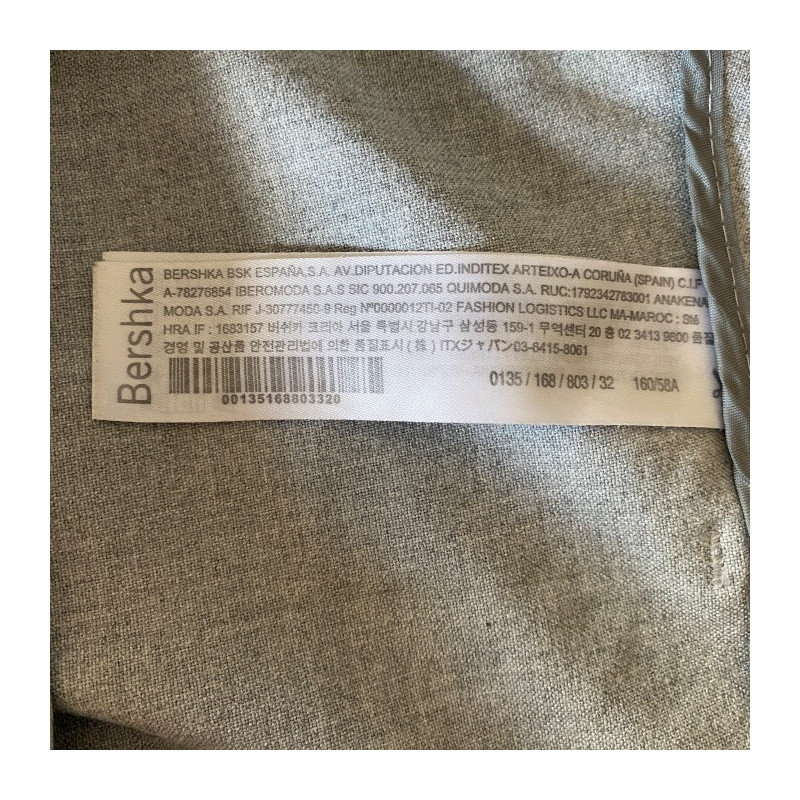 Bershka
BERSHKA BSK ESPAÑA,S.A. AV.DIPUTACION ED.INDITEX ARTEIXO-A CORUÑA (SPAIN) C.I.F
A-78276854 IBEROMODA S.A.S SIC 900.207.065 QUIMODA S.A. RUC:1792342783001 ANAKENA
MODA S.A. RIF J-30777450-9 Reg Nº0000012TI-02 FASHION LOGISTICS LLC MA-MAROC : Sté
HRA IF : 1683157 버쉬카 코리아 서울 특별시 강남구 삼성동 159-1 무역센터 20 층 02 3413 9800 품질
경영 및 공산품 안전관리법에 의한 품질표시 ( 株 ) ITXジャパン03-6415-8061
00135168803320
0135 / 168 / 803 / 32 160/58A